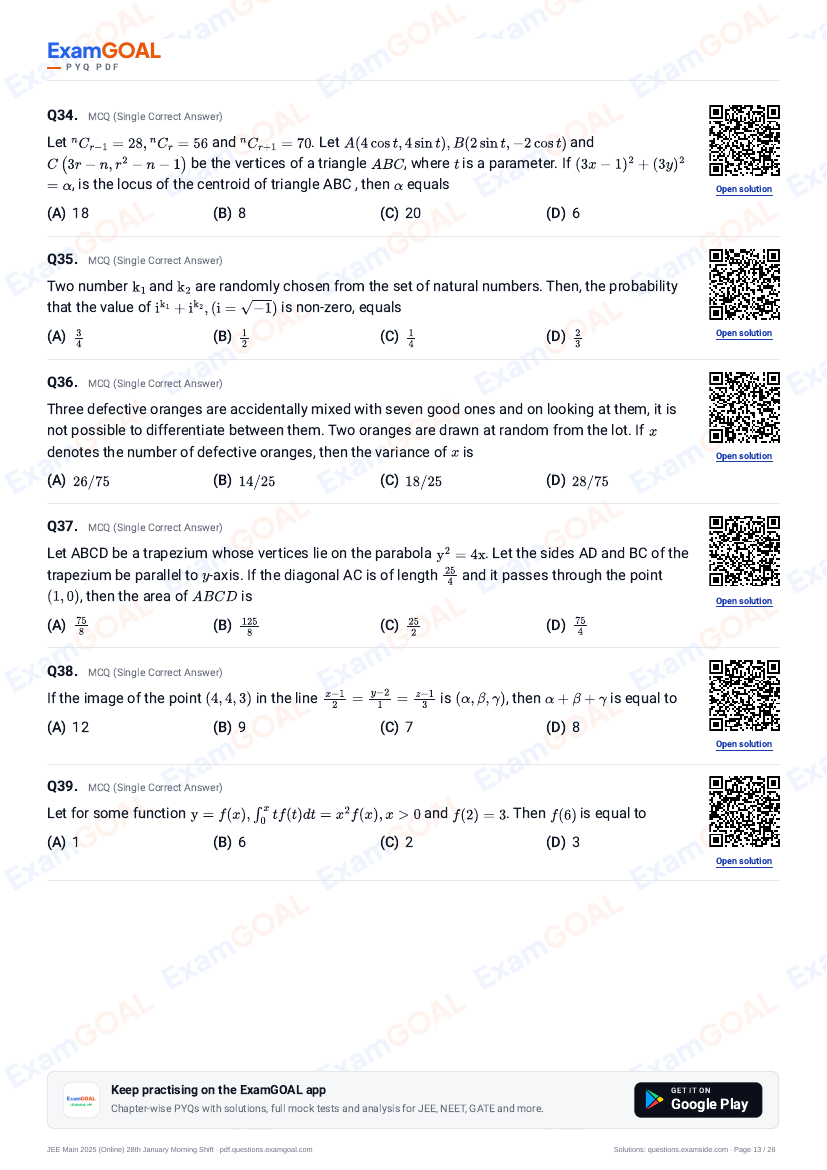 ExamGOAL
PYQ PDF
Q34. MCQ (Single Correct Answer)
Let ⁿCᵣ₋₁ = 28, ⁿCᵣ = 56 and ⁿCᵣ₊₁ = 70. Let A(4 cos t, 4 sin t), B(2 sin t, −2 cos t) and
C (3r − n, r² − n − 1) be the vertices of a triangle ABC, where t is a parameter. If (3x − 1)² + (3y)²
= α, is the locus of the centroid of triangle ABC , then α equals
(A) 18 (B) 8 (C) 20 (D) 6
Open solution
Q35. MCQ (Single Correct Answer)
Two number k₁ and k₂ are randomly chosen from the set of natural numbers. Then, the probability
that the value of i^k₁ + i^k₂, (i = √−1) is non-zero, equals
(A) 3/4 (B) 1/2 (C) 1/4 (D) 2/3
Open solution
Q36. MCQ (Single Correct Answer)
Three defective oranges are accidentally mixed with seven good ones and on looking at them, it is
not possible to differentiate between them. Two oranges are drawn at random from the lot. If x
denotes the number of defective oranges, then the variance of x is
(A) 26/75 (B) 14/25 (C) 18/25 (D) 28/75
Open solution
Q37. MCQ (Single Correct Answer)
Let ABCD be a trapezium whose vertices lie on the parabola y² = 4x. Let the sides AD and BC of the
trapezium be parallel to y-axis. If the diagonal AC is of length 25/4 and it passes through the point
(1, 0), then the area of ABCD is
(A) 75/8 (B) 125/8 (C) 25/2 (D) 75/4
Open solution
Q38. MCQ (Single Correct Answer)
If the image of the point (4, 4, 3) in the line (x−1)/2 = (y−2)/1 = (z−1)/3 is (α, β, γ), then α + β + γ is equal to
(A) 12 (B) 9 (C) 7 (D) 8
Open solution
Q39. MCQ (Single Correct Answer)
Let for some function y = f(x), ∫₀ˣ tf(t)dt = x²f(x), x > 0 and f(2) = 3. Then f(6) is equal to
(A) 1 (B) 6 (C) 2 (D) 3
Open solution
Keep practising on the ExamGOAL app
Chapter-wise PYQs with solutions, full mock tests and analysis for JEE, NEET, GATE and more.
ExamGOAL
GET IT ON
Google Play
JEE Main 2025 (Online) 28th January Morning Shift · pdf.questions.examgoal.com
Solutions: questions.examside.com · Page 13 / 26